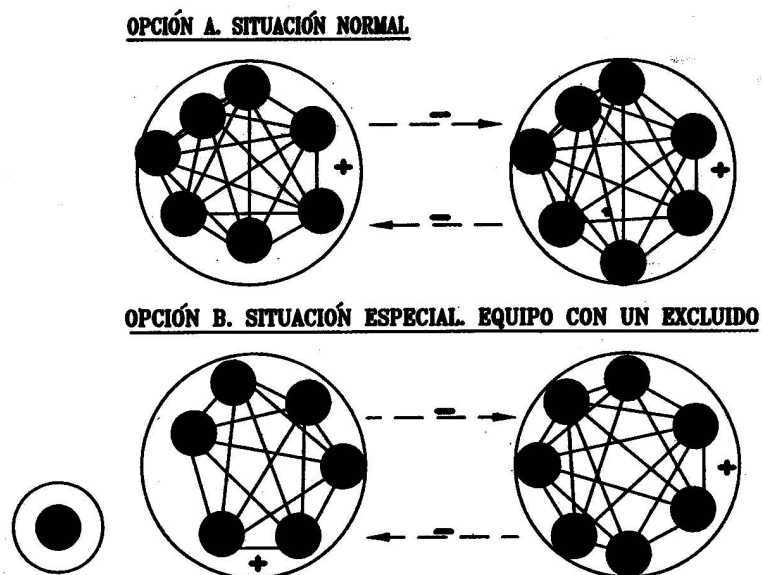 OPCIÓN A. SITUACIÓN NORMAL
+ - +
-
OPCIÓN B. SITUACIÓN ESPECIAL. EQUIPO CON UN EXCLUIDO
-
+
-
+